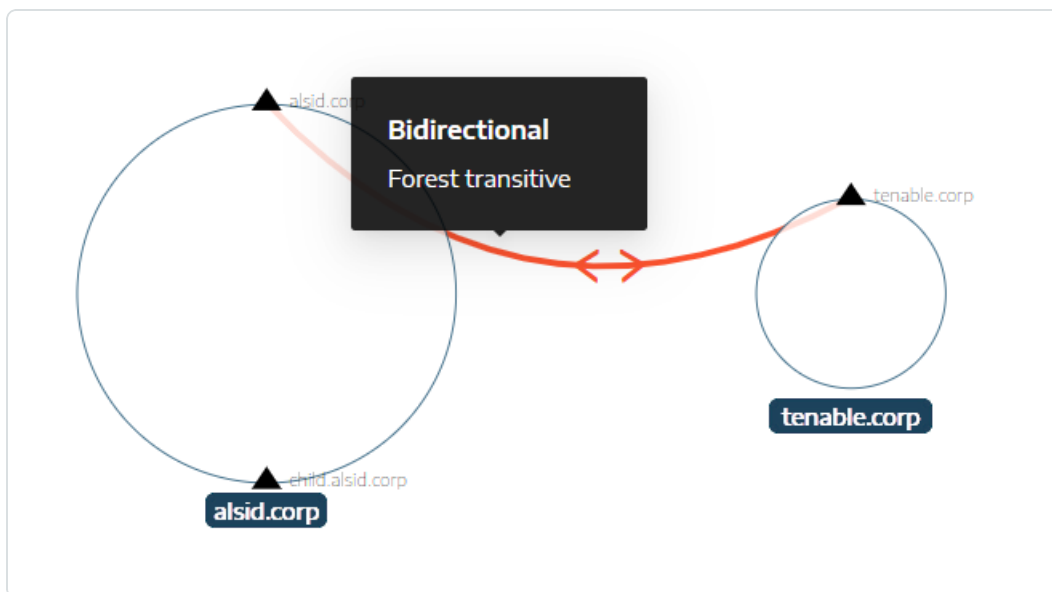 alsid.corp
Bidirectional
Forest transitive
tenable.corp
tenable.corp
child.alsid.corp
alsid.corp